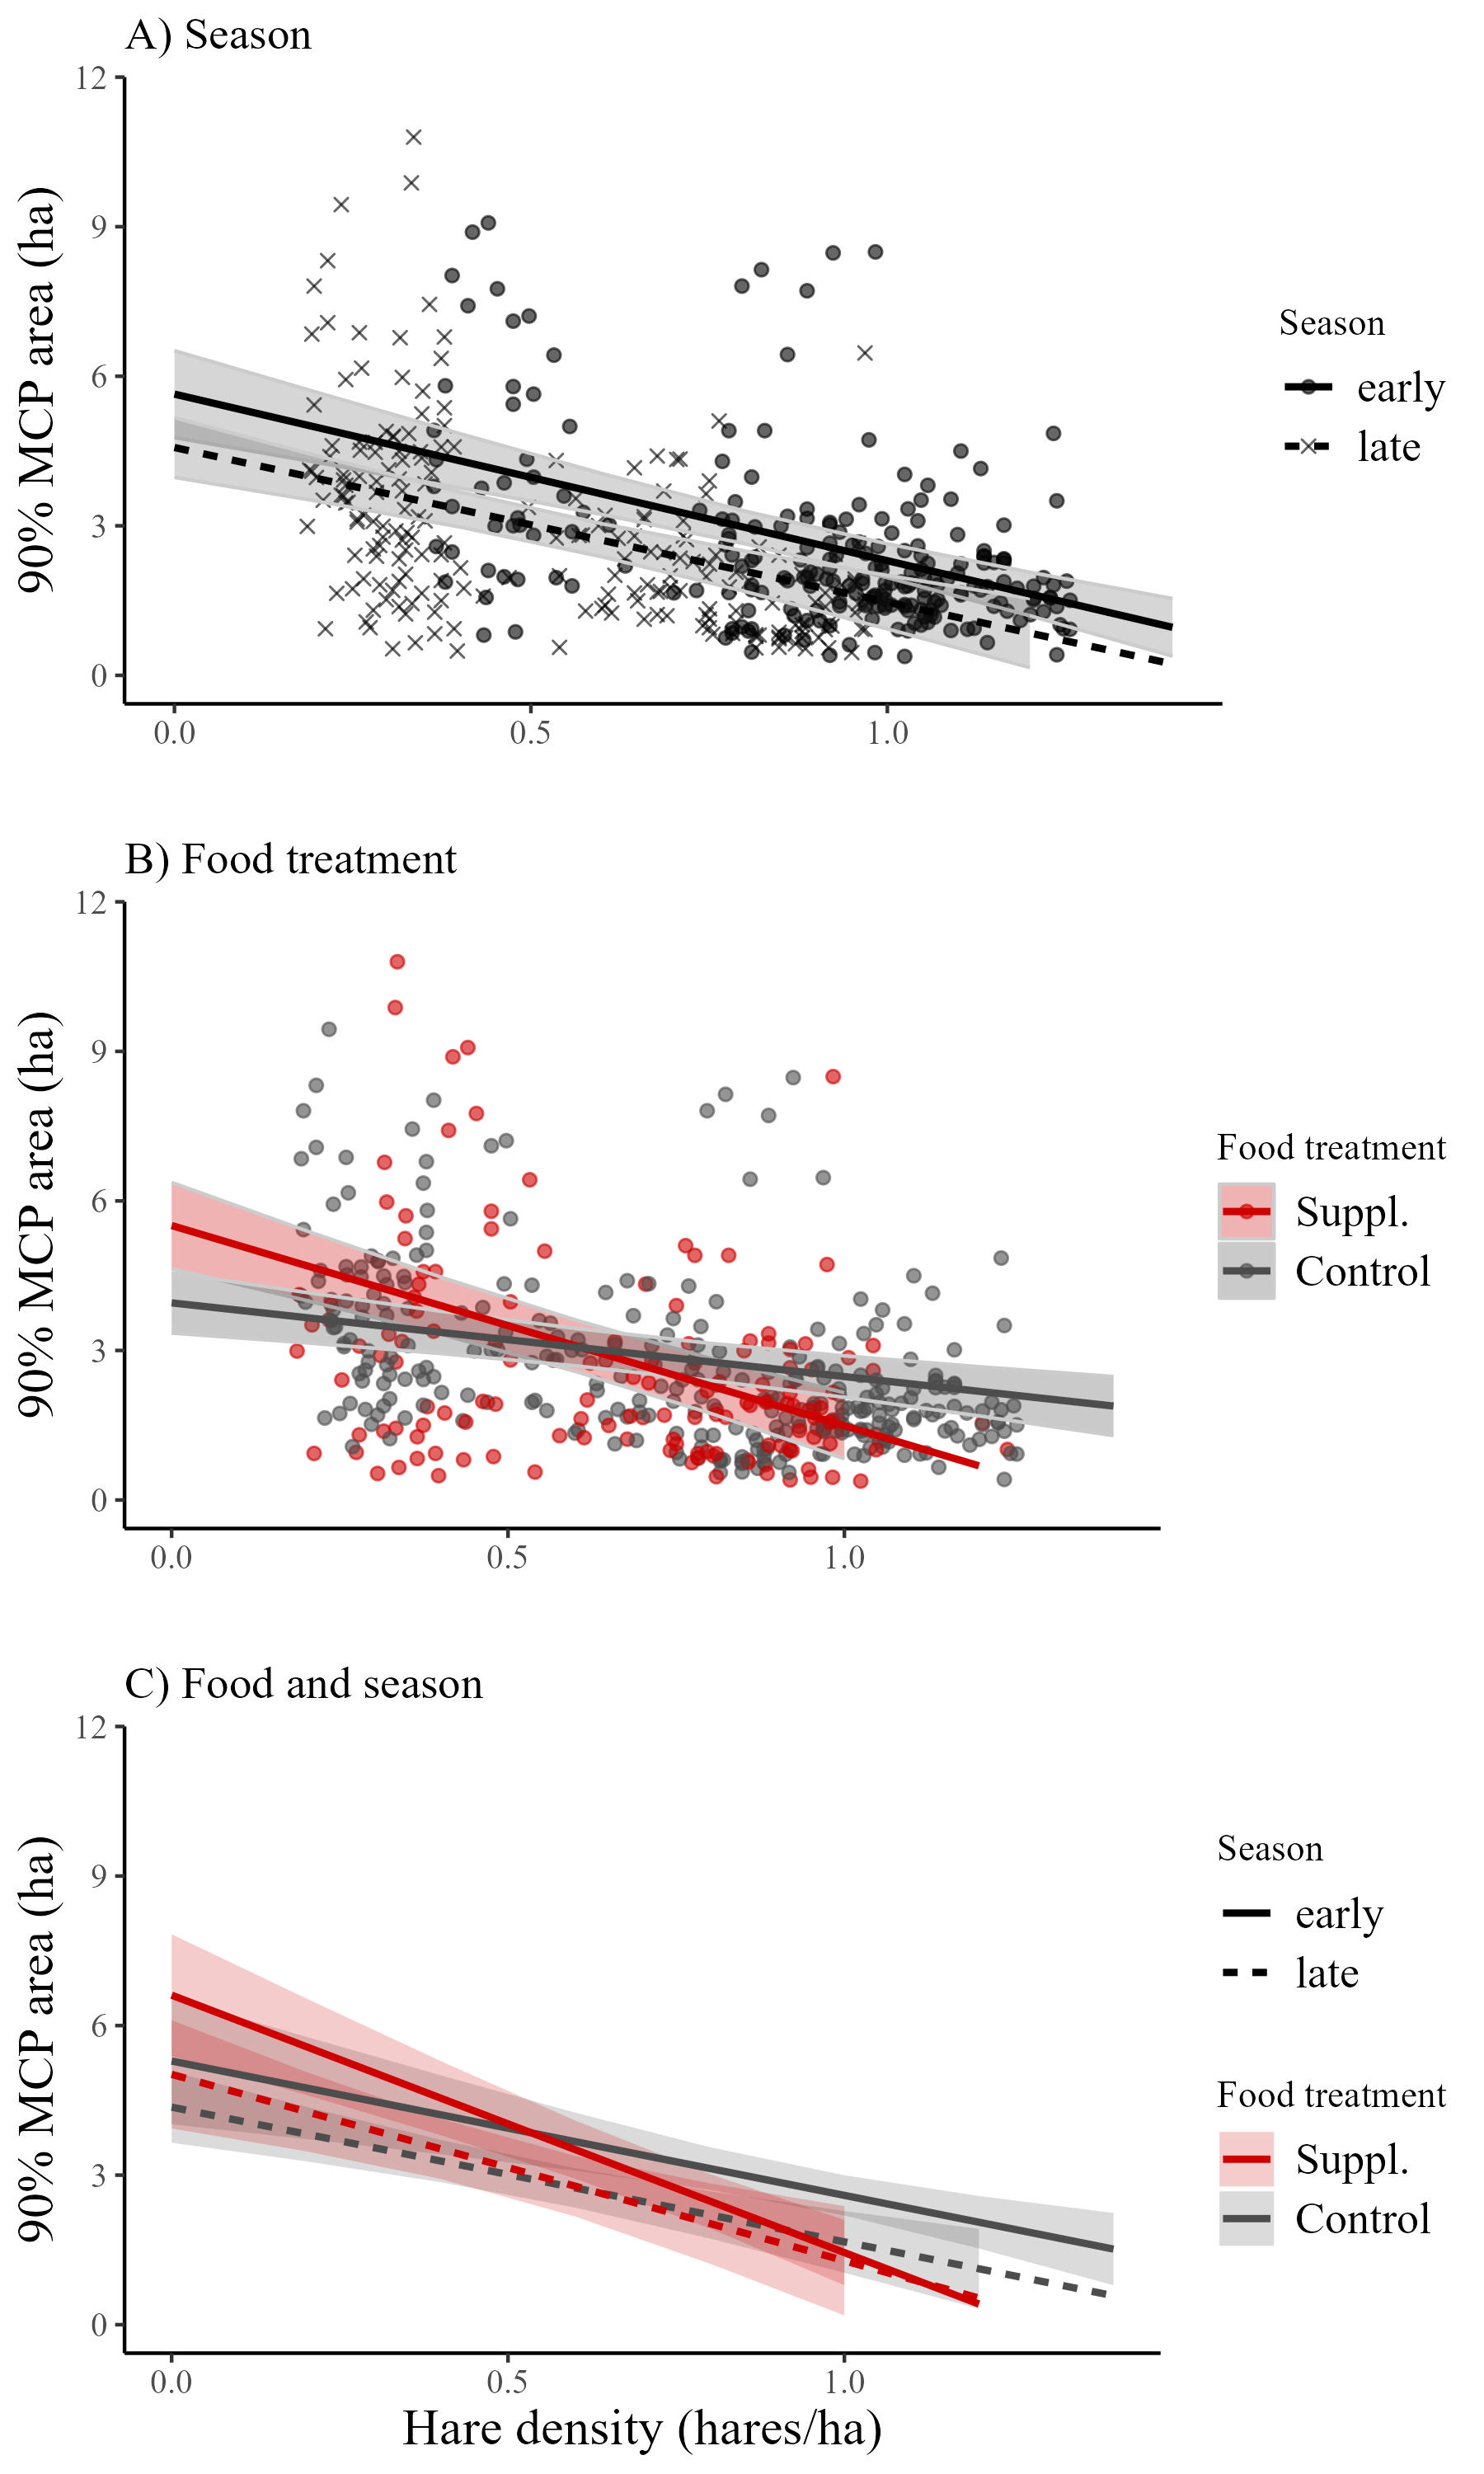 A) Season
12
9
6
3
0
90% MCP area (ha)
0.0 0.5 1.0
Season
early
late
B) Food treatment
12
9
6
3
0
90% MCP area (ha)
0.0 0.5 1.0
Food treatment
Suppl.
Control
C) Food and season
12
9
6
3
0
90% MCP area (ha)
0.0 0.5 1.0
Hare density (hares/ha)
Season
early
late
Food treatment
Suppl.
Control